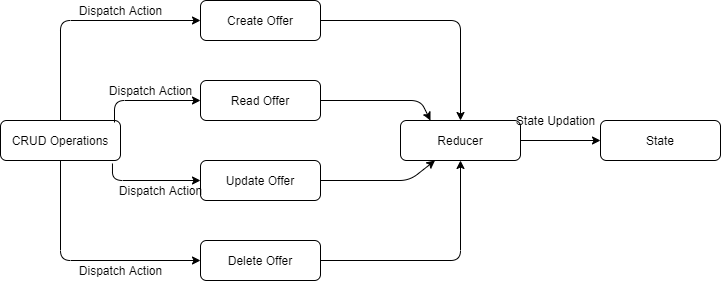 Dispatch Action
Create Offer
Dispatch Action
Read Offer
CRUD Operations
Reducer
State Updation
State
Dispatch Action
Update Offer
Dispatch Action
Delete Offer